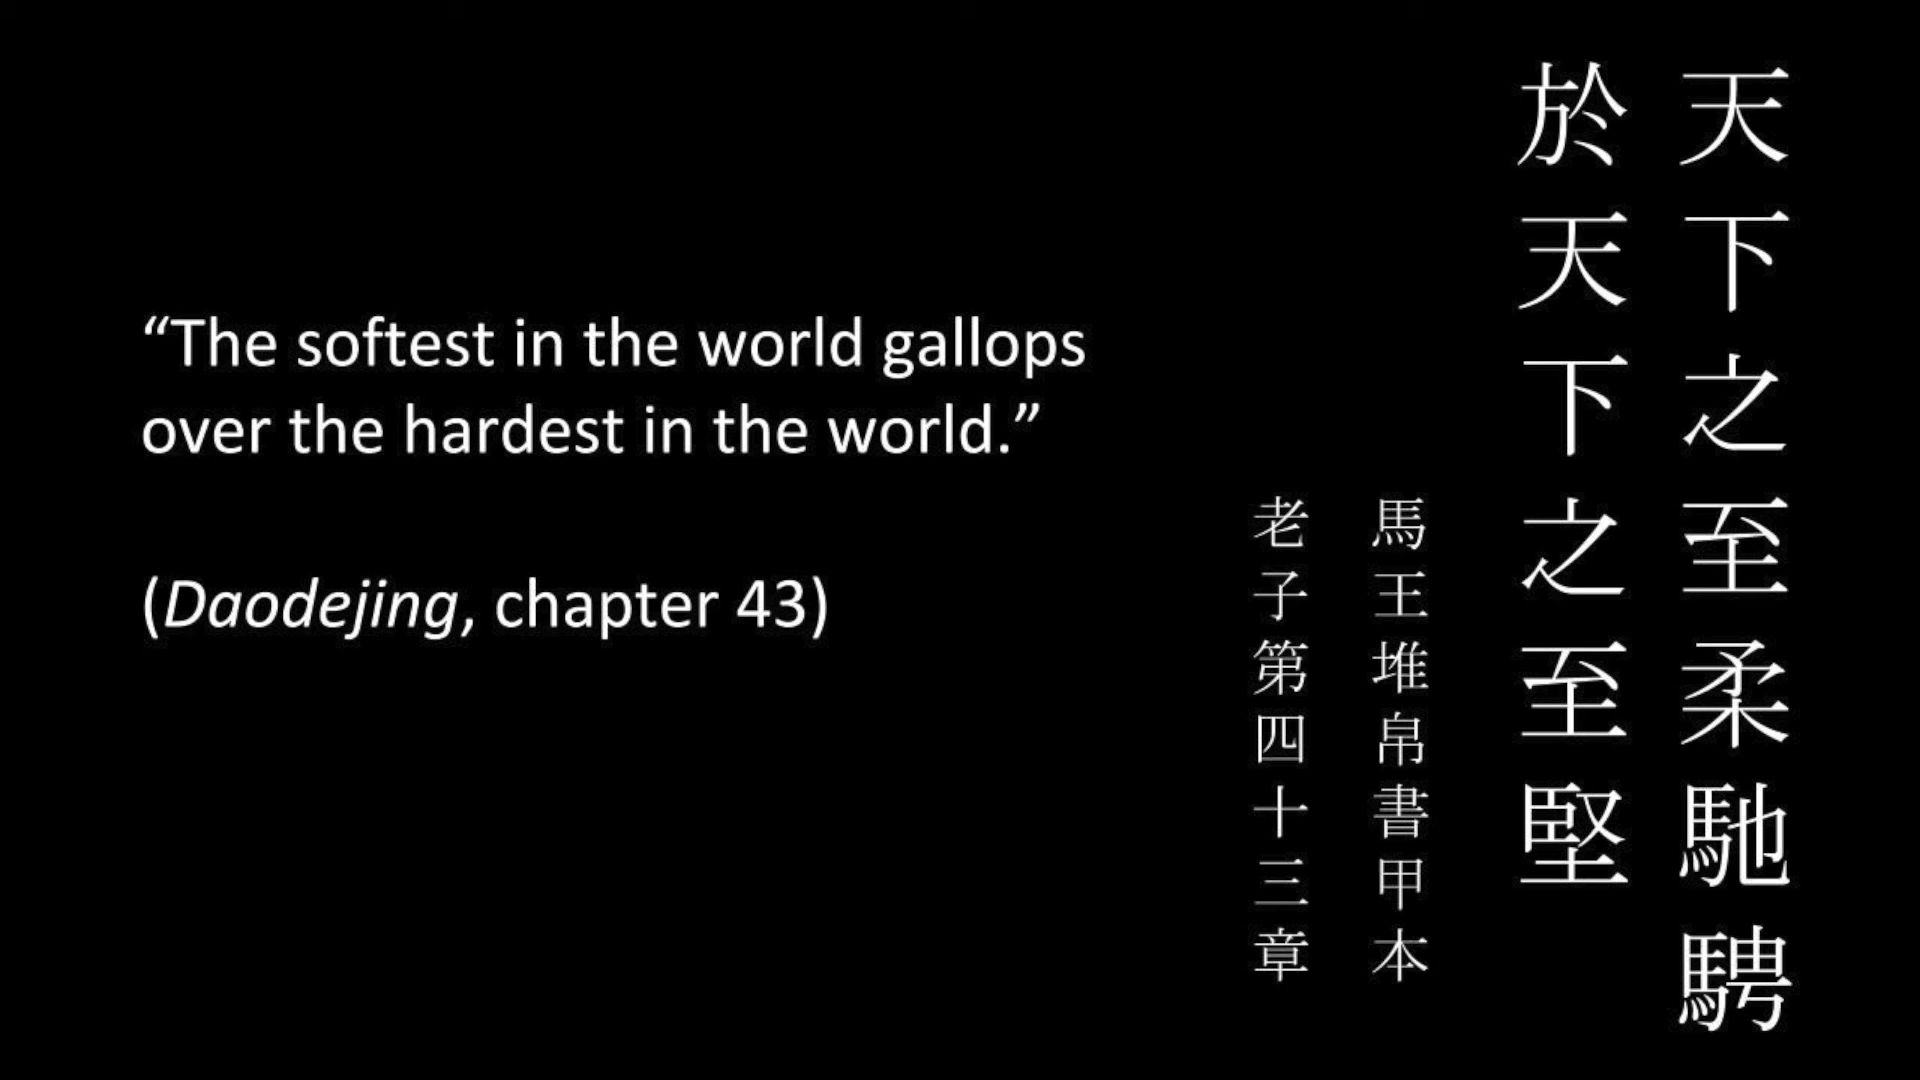 “The softest in the world gallops
over the hardest in the world.”
(Daodejing, chapter 43)
天下之至柔馳騁
於天下之至堅
馬王堆帛書甲本
老子第四十三章